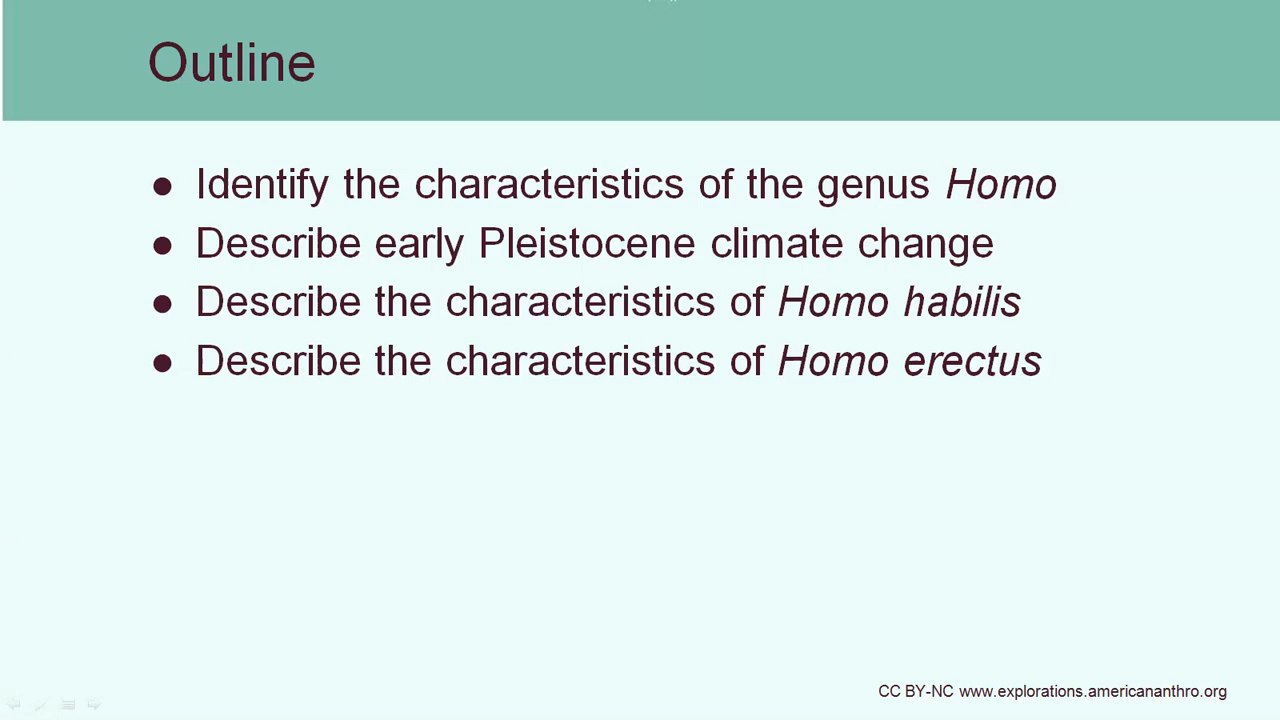 Outline
● Identify the characteristics of the genus Homo
● Describe early Pleistocene climate change
● Describe the characteristics of Homo habilis
● Describe the characteristics of Homo erectus
CC BY-NC www.explorations.americananthro.org